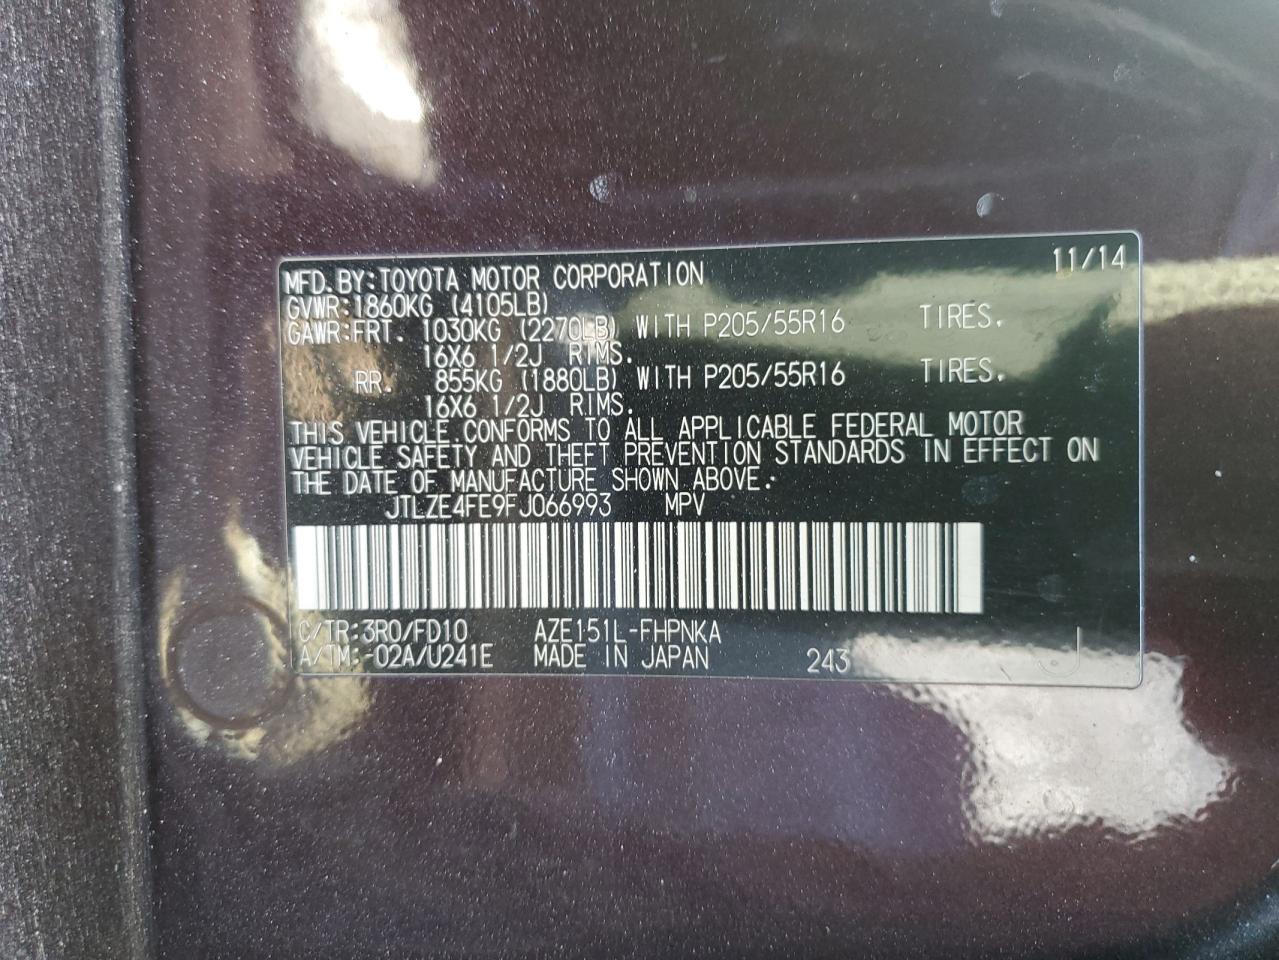 11/14
MFD. BY:TOYOTA MOTOR CORPORATION
GVWR:1860KG (4105LB)
GAWR:FRT. 1030KG (2270LB) WITH P205/55R16 TIRES.
16X6 1/2J RIMS.
RR. 855KG (1880LB) WITH P205/55R16 TIRES.
16X6 1/2J RIMS.
THIS VEHICLE CONFORMS TO ALL APPLICABLE FEDERAL MOTOR
VEHICLE SAFETY AND THEFT PREVENTION STANDARDS IN EFFECT ON
THE DATE OF MANUFACTURE SHOWN ABOVE.
JTLZE4FE9FJ066993 MPV
C/TR:3R0/FD10 AZE151L-FHPNKA
A/TM:-02A/U241E MADE IN JAPAN 243 J